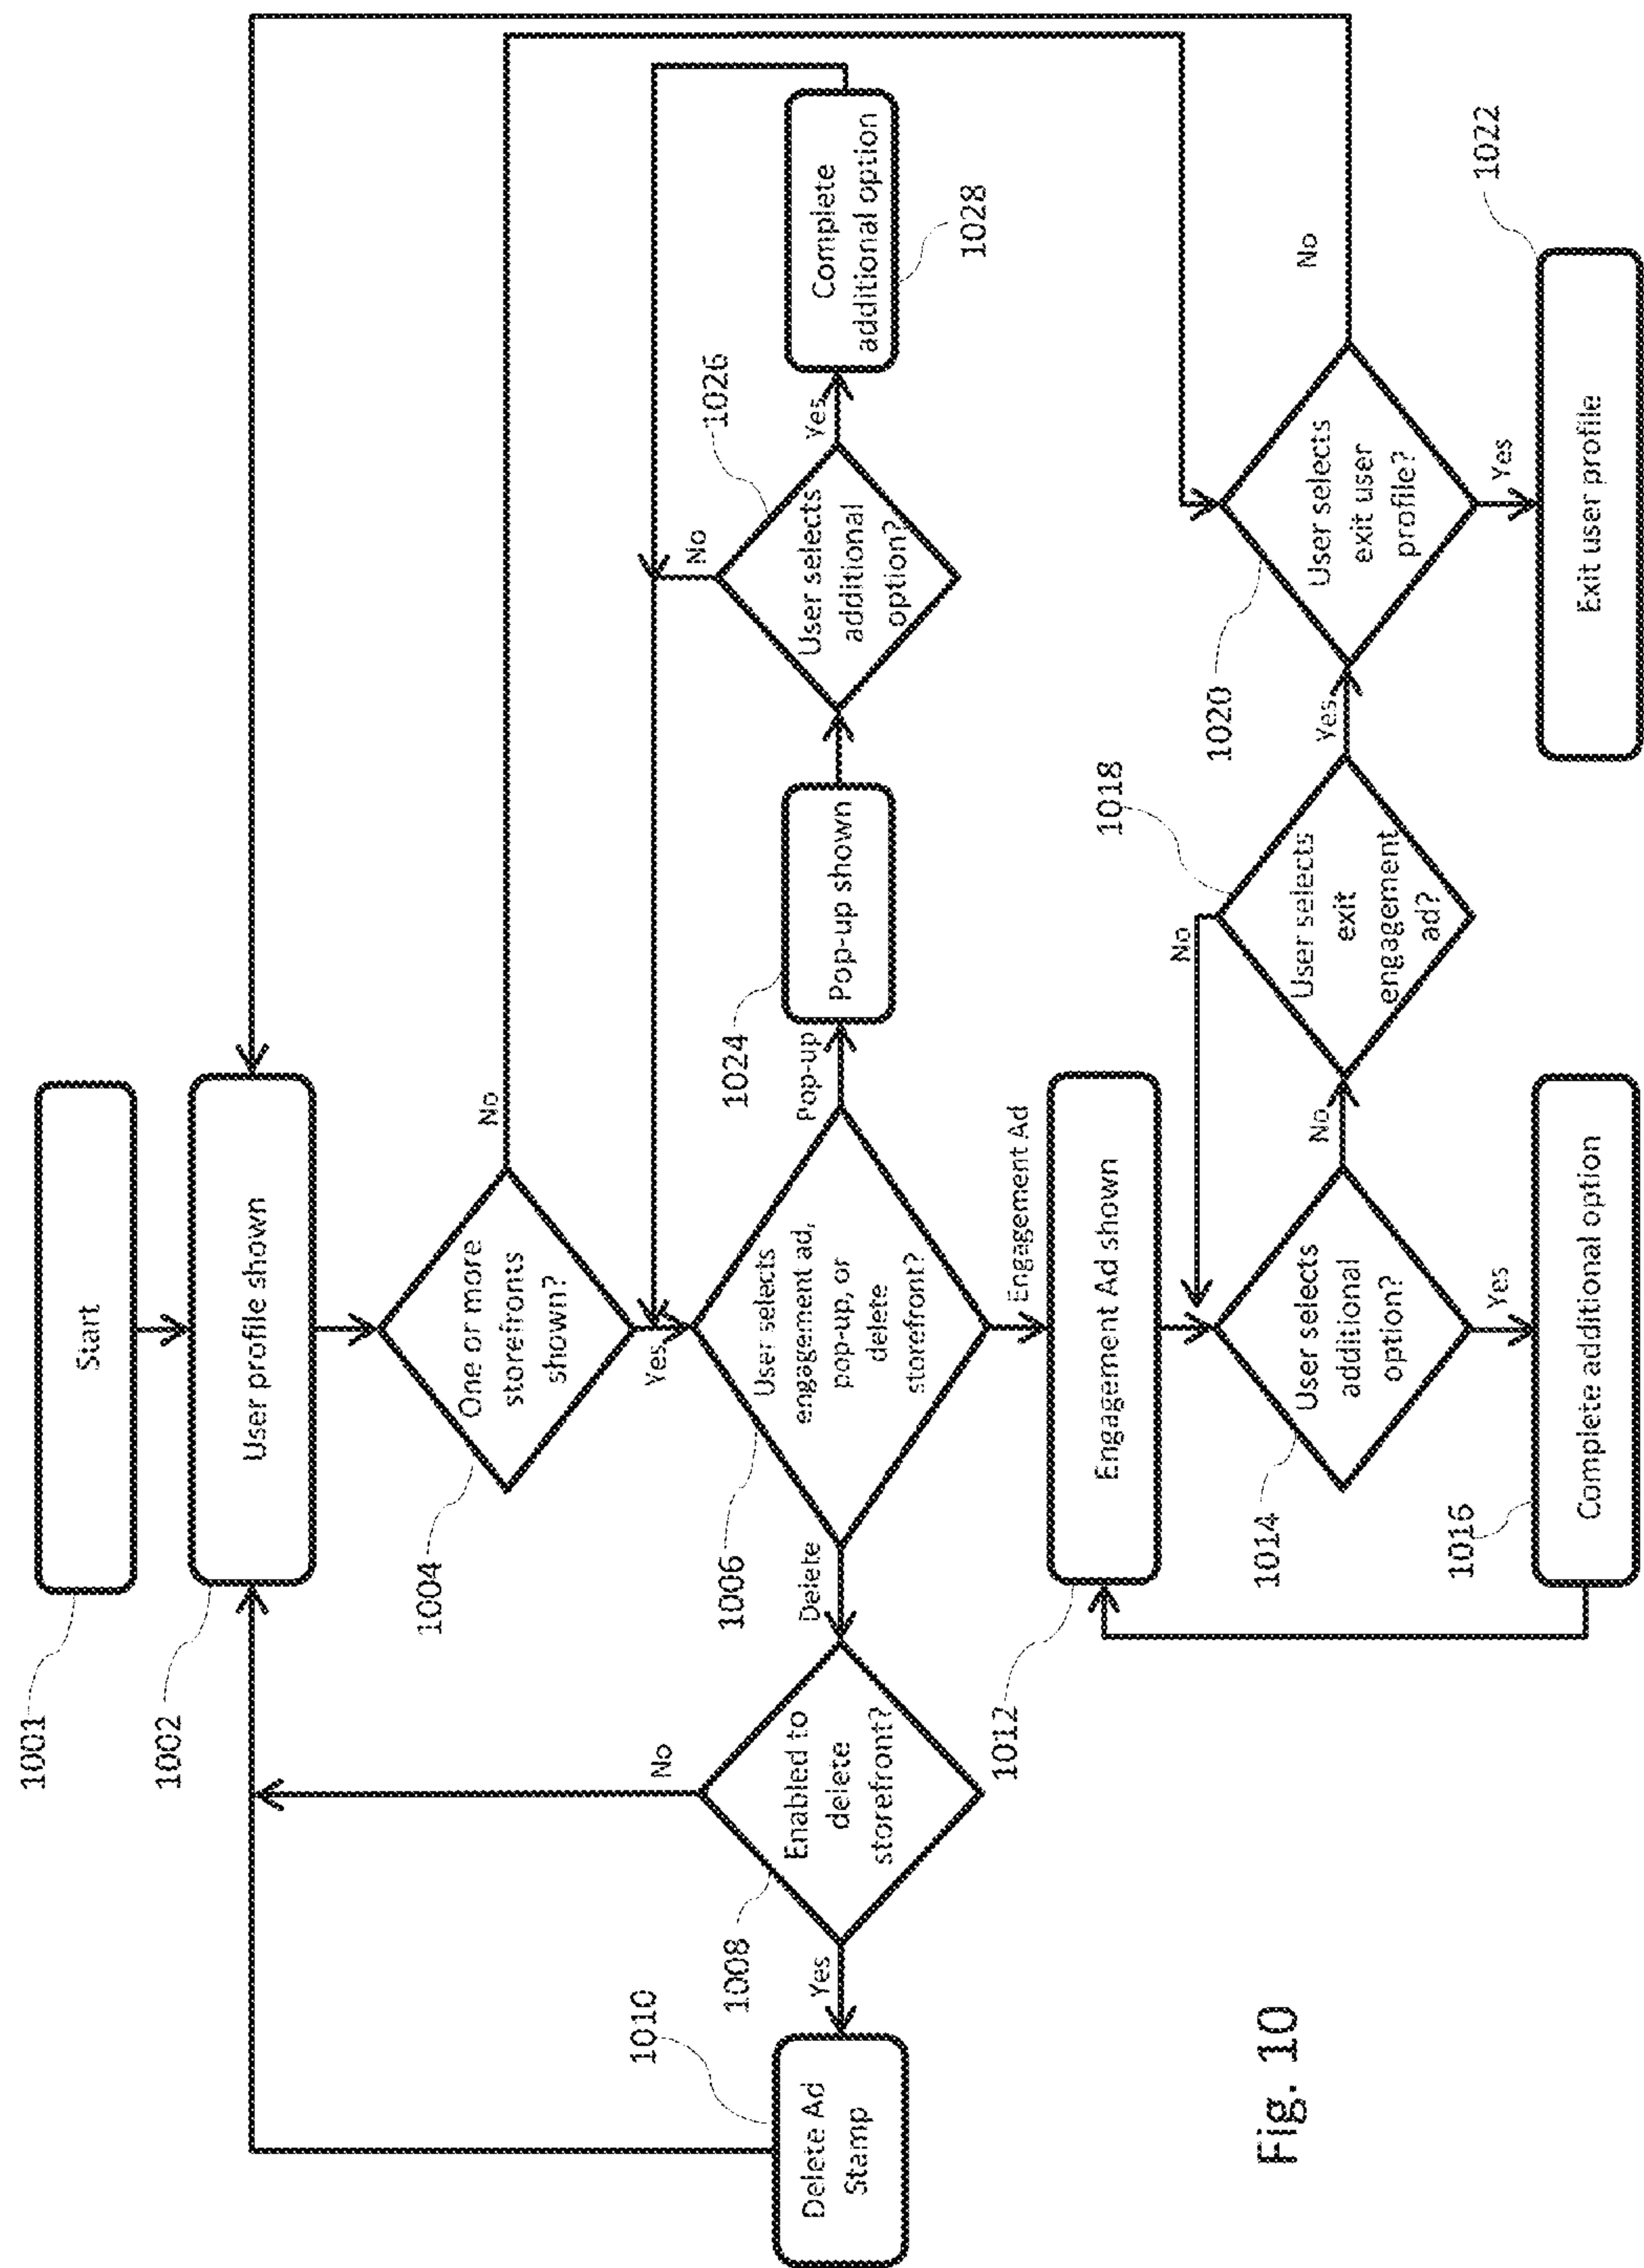 1001
Start
1002
User profile shown
1004
One or more
storefronts
shown?
No
Yes
1006
User selects
engagement ad,
pop-up, or
delete
storefront?
Delete
Pop-up
Engagement Ad
1008
Enabled to
delete
storefront?
No
Yes
1010
Delete Ad
Stamp
1024
Pop-up shown
1026
User selects
additional
option?
No
Yes
Complete
additional option
1028
1012
Engagement Ad shown
1014
User selects
additional
option?
No
Yes
1016
Complete additional option
1018
User selects
exit
engagement
ad?
No
Yes
1020
User selects
exit user
profile?
No
Yes
1022
Exit user profile
Fig. 10